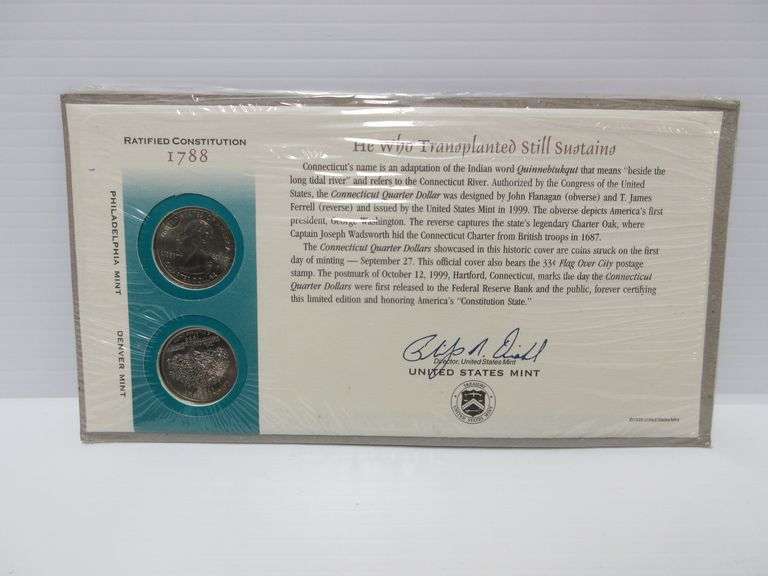 RATIFIED CONSTITUTION
1788
PHILADELPHIA MINT
DENVER MINT
He Who Transplanted Still Sustains
Connecticut's name is an adaptation of the Indian word Quinnebtukqut that means "beside the
long tidal river" and refers to the Connecticut River. Authorized by the Congress of the United
States, the Connecticut Quarter Dollar was designed by John Flanagan (obverse) and T. James
Ferrell (reverse) and issued by the United States Mint in 1999. The obverse depicts America's first
president, George Washington. The reverse captures the state's legendary Charter Oak, where
Captain Joseph Wadsworth hid the Connecticut Charter from British troops in 1687.
The Connecticut Quarter Dollars showcased in this historic cover are coins struck on the first
day of minting — September 27. This official cover also bears the 33¢ Flag Over City postage
stamp. The postmark of October 12, 1999, Hartford, Connecticut, marks the day the Connecticut
Quarter Dollars were first released to the Federal Reserve Bank and the public, forever certifying
this limited edition and honoring America's "Constitution State."
Director, United States Mint
UNITED STATES MINT